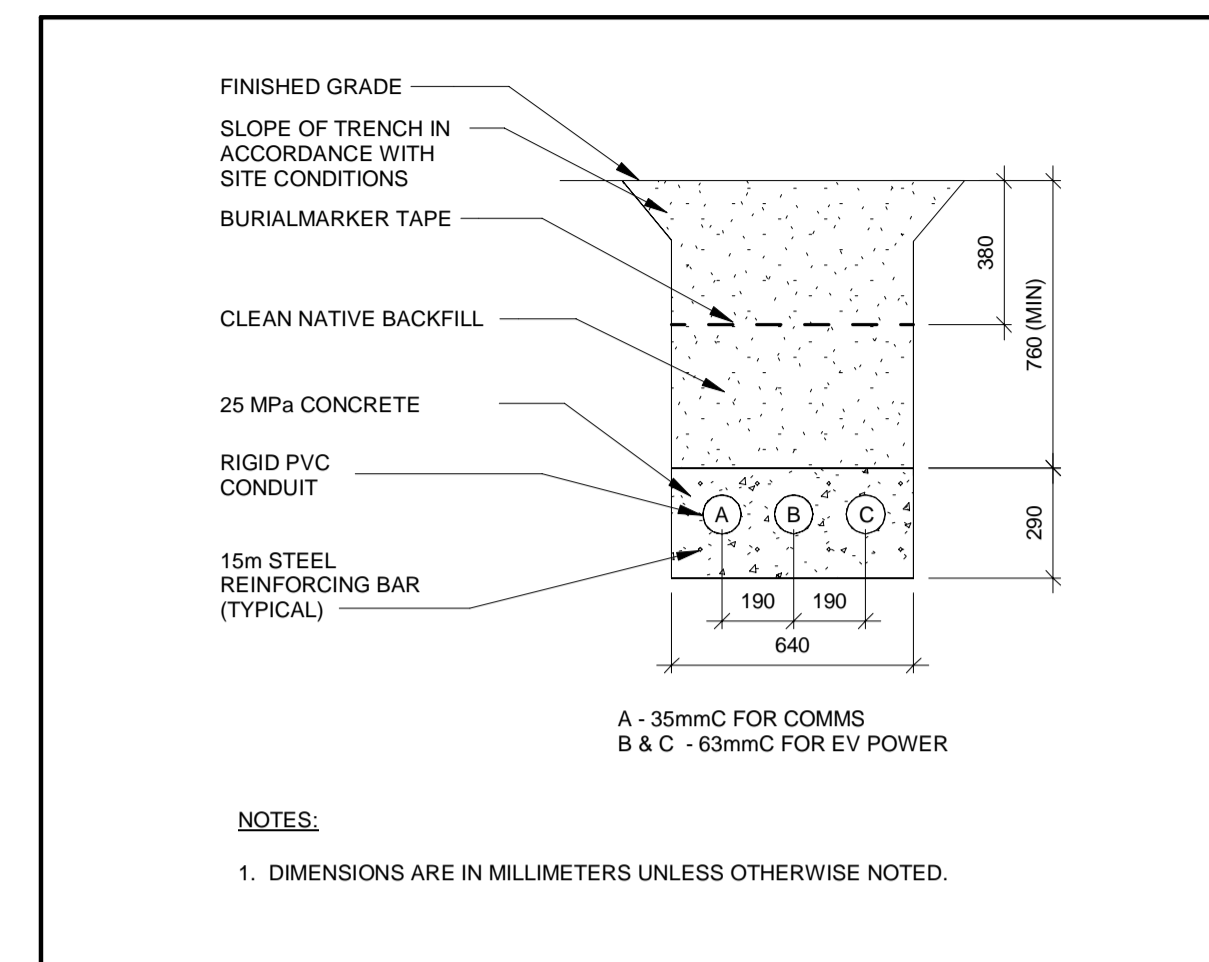 FINISHED GRADE
SLOPE OF TRENCH IN
ACCORDANCE WITH
SITE CONDITIONS
BURIALMARKER TAPE
CLEAN NATIVE BACKFILL
25 MPa CONCRETE
RIGID PVC
CONDUIT
15m STEEL
REINFORCING BAR
(TYPICAL)
380
760 (MIN)
290
A B C
190 190
640
A - 35mmC FOR COMMS
B & C - 63mmC FOR EV POWER
NOTES:
1. DIMENSIONS ARE IN MILLIMETERS UNLESS OTHERWISE NOTED.